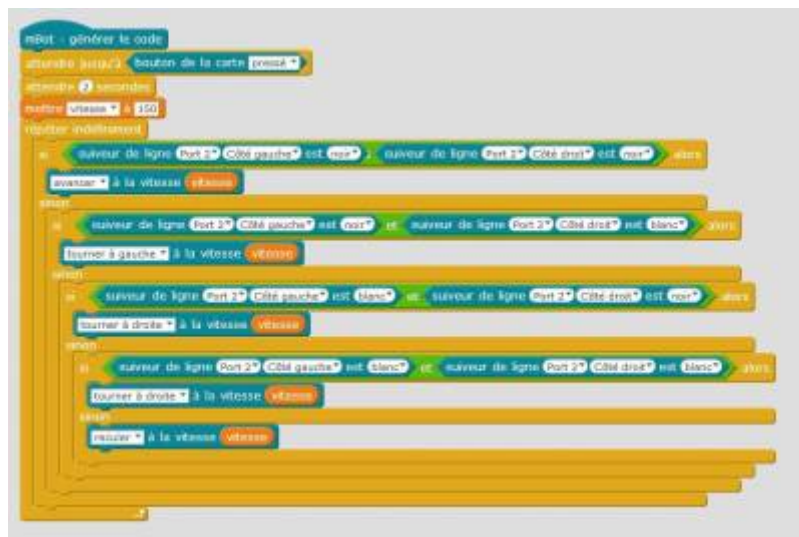 mBot - générer le code
attendre jusqu'à bouton de la carte pressé
attendre 2 secondes
mettre vitesse à 150
répéter indéfiniment
si suiveur de ligne Port 2 Côté gauche est noir suiveur de ligne Port 2 Côté droit est noir alors
avancer à la vitesse vitesse
sinon
si suiveur de ligne Port 2 Côté gauche est noir et suiveur de ligne Port 2 Côté droit est blanc alors
tourner à gauche à la vitesse vitesse
sinon
si suiveur de ligne Port 2 Côté gauche est blanc et suiveur de ligne Port 2 Côté droit est noir alors
tourner à droite à la vitesse vitesse
sinon
si suiveur de ligne Port 2 Côté gauche est blanc et suiveur de ligne Port 2 Côté droit est blanc alors
tourner à droite à la vitesse vitesse
sinon
reculer à la vitesse vitesse